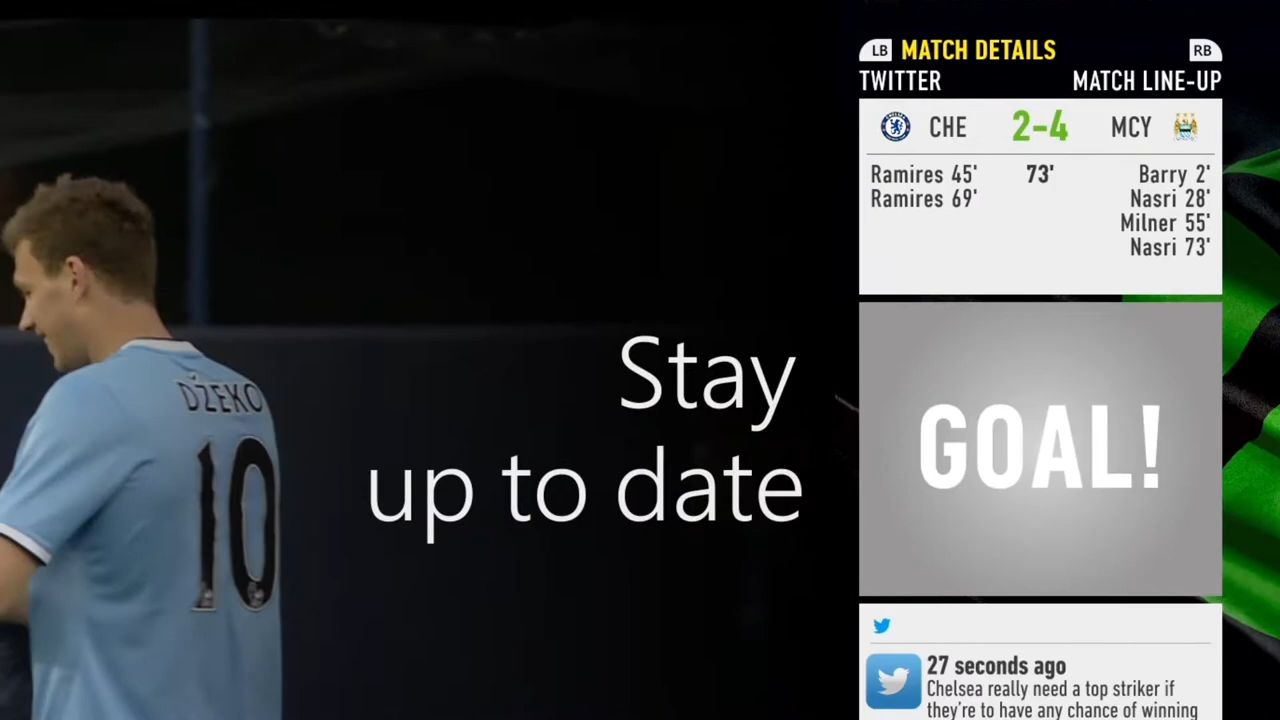 DŽEKO
10
Stay
up to date
LB MATCH DETAILS RB
TWITTER MATCH LINE-UP
CHE 2-4 MCY
Ramires 45' 73' Barry 2'
Ramires 69' Nasri 28'
Milner 55'
Nasri 73'
GOAL!
27 seconds ago
Chelsea really need a top striker if
they're to have any chance of winning